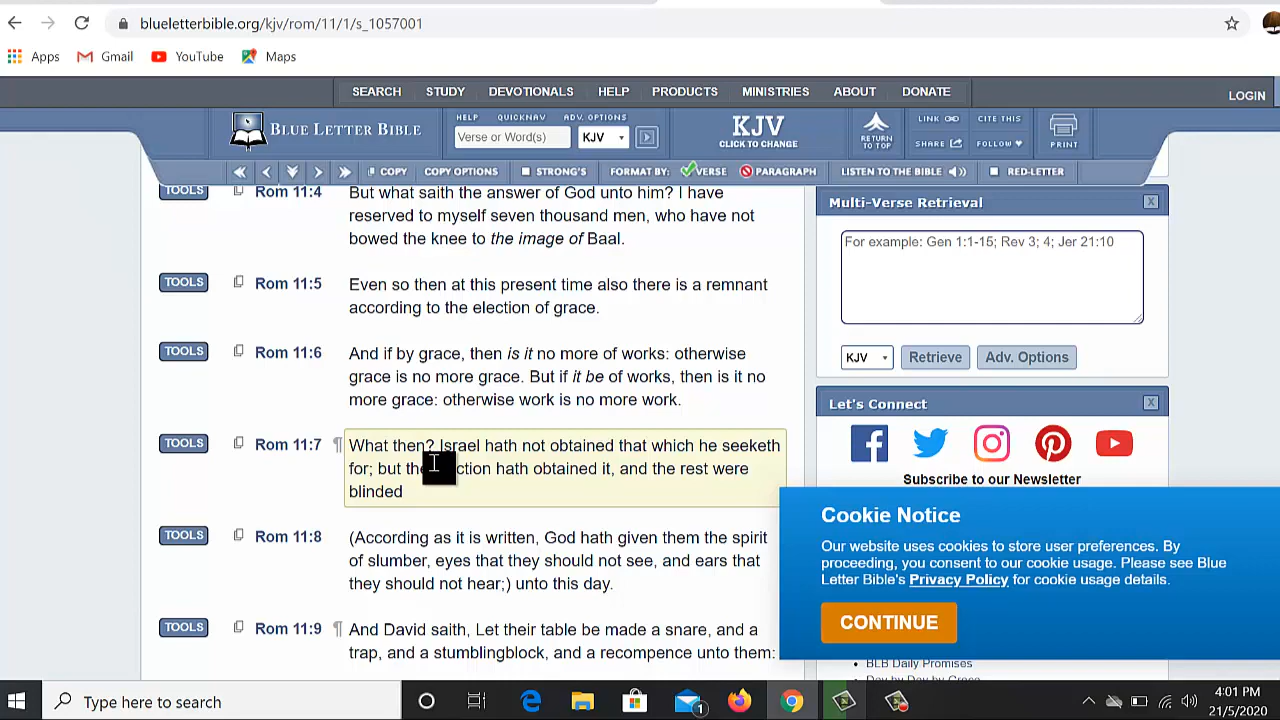 blueletterbible.org/kjv/rom/11/1/s_1057001
Apps Gmail YouTube Maps
SEARCH STUDY DEVOTIONALS HELP PRODUCTS MINISTRIES ABOUT DONATE
LOGIN
BLUE LETTER BIBLE
HELP QUICKNAV ADV. OPTIONS
Verse or Word(s) KJV
KJV
CLICK TO CHANGE
RETURN
TO TOP
LINK CITE THIS
SHARE FOLLOW
PRINT
COPY COPY OPTIONS STRONG'S FORMAT BY: VERSE PARAGRAPH LISTEN TO THE BIBLE RED-LETTER
TOOLS Rom 11:4 But what saith the answer of God unto him? I have
reserved to myself seven thousand men, who have not
bowed the knee to the image of Baal.
TOOLS Rom 11:5 Even so then at this present time also there is a remnant
according to the election of grace.
TOOLS Rom 11:6 And if by grace, then is it no more of works: otherwise
grace is no more grace. But if it be of works, then is it no
more grace: otherwise work is no more work.
TOOLS Rom 11:7 ¶ What then? Israel hath not obtained that which he seeketh
for; but hath obtained it, and the rest were
blinded
TOOLS Rom 11:8 (According as it is written, God hath given them the spirit
of slumber, eyes that they should not see, and ears that
they should not hear;) unto this day.
TOOLS Rom 11:9 ¶ And David saith, Let their table be made a snare, and a
trap, and a stumblingblock, and a recompence unto them:
Multi-Verse Retrieval X
For example: Gen 1:1-15; Rev 3; 4; Jer 21:10
KJV Retrieve Adv. Options
Let's Connect X
Subscribe to our Newsletter
Cookie Notice
Our website uses cookies to store user preferences. By
proceeding, you consent to our cookie usage. Please see Blue
Letter Bible's Privacy Policy for cookie usage details.
CONTINUE
BLB Daily Promises
Day by Day by Grace
Type here to search
1
4:01 PM
21/5/2020